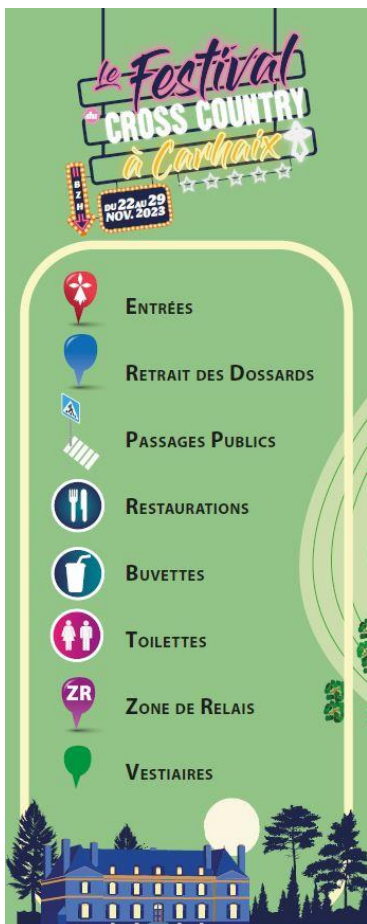 Le Festival
du CROSS COUNTRY
à Carhaix
BZH
DU 22 AU 29
NOV. 2023
ENTRÉES
RETRAIT DES DOSSARDS
PASSAGES PUBLICS
RESTAURATIONS
BUVETTES
TOILETTES
ZR
ZONE DE RELAIS
VESTIAIRES